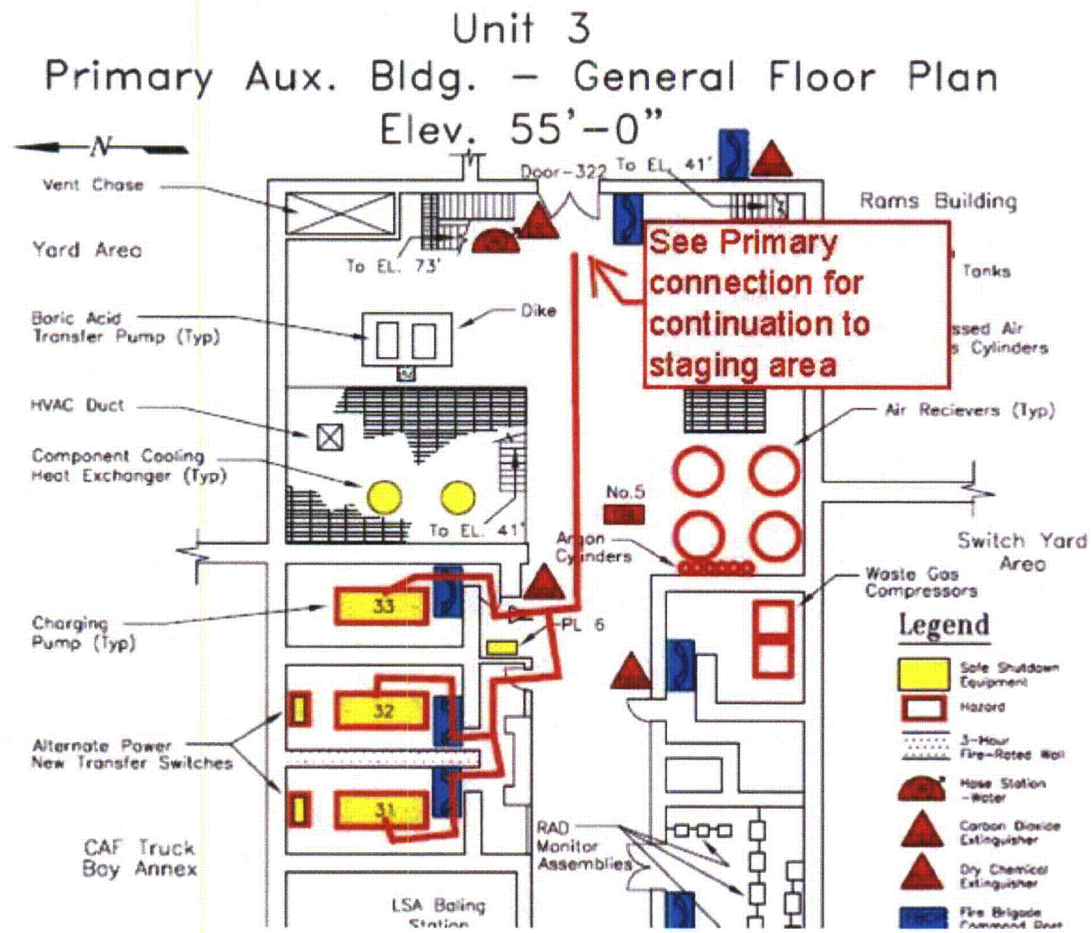 Unit 3
Primary Aux. Bldg. – General Floor Plan
Elev. 55'-0"
N
Vent Chase
Door-322
To EL. 41'
Rams Building
Yard Area
To EL. 73'
See Primary
connection for
continuation to
staging area
Tanks
Boric Acid
Transfer Pump (Typ)
Dike
ssed Air
s Cylinders
HVAC Duct
Air Recievers (Typ)
Component Cooling
Heat Exchanger (Typ)
No.5
To EL. 41'
Argon
Cylinders
Switch Yard
Area
Waste Gas
Compressors
33
Charging
Pump (Typ)
PL 6
Legend
Safe Shutdown
Equipment
32
Hazard
Alternate Power
New Transfer Switches
3-Hour
Fire-Rated Wall
Hose Station
-Water
31
CAF Truck
Bay Annex
RAD
Monitor
Assemblies
Carbon Dioxide
Extinguisher
Dry Chemical
Extinguisher
LSA Baling
Station
Fire Brigade
Command Post